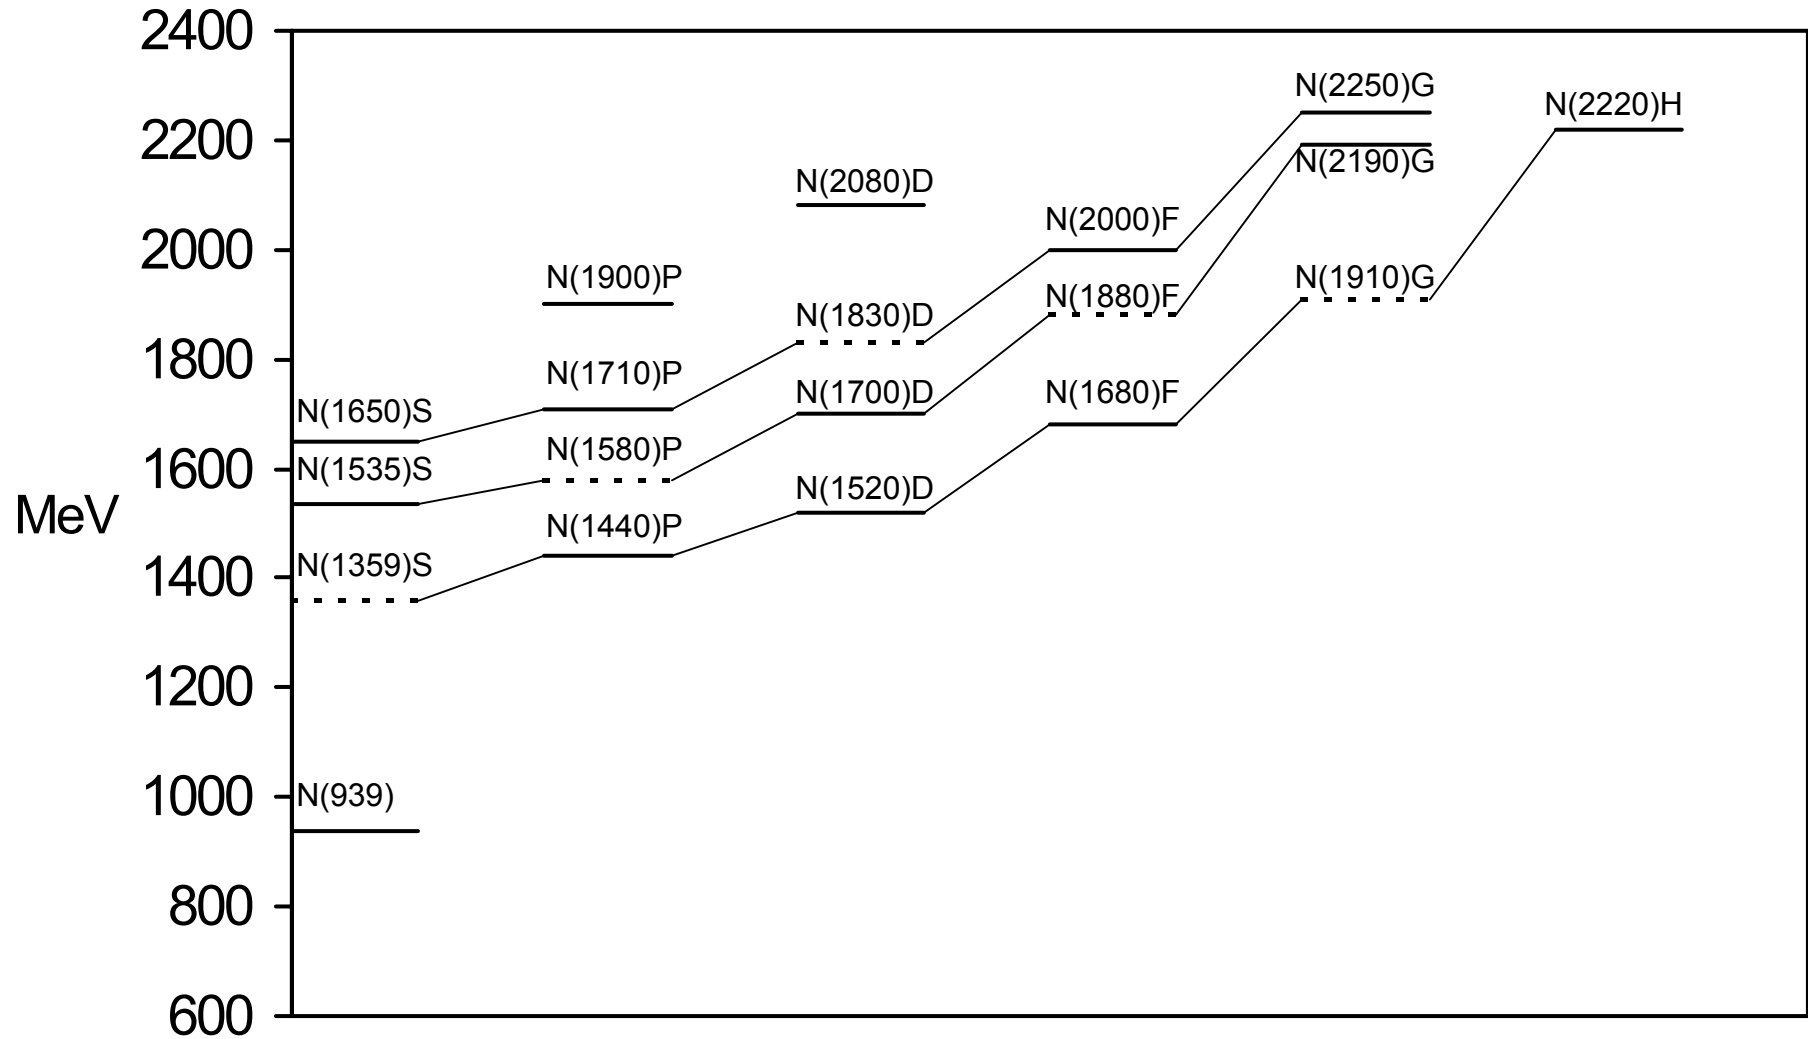 2400
2200
2000
1800
1600
1400
1200
1000
800
600
MeV
N(1650)S
N(1535)S
N(1359)S
N(939)
N(1900)P
N(1710)P
N(1580)P
N(1440)P
N(2080)D
N(1830)D
N(1700)D
N(1520)D
N(2000)F
N(1880)F
N(1680)F
N(2250)G
N(2190)G
N(1910)G
N(2220)H